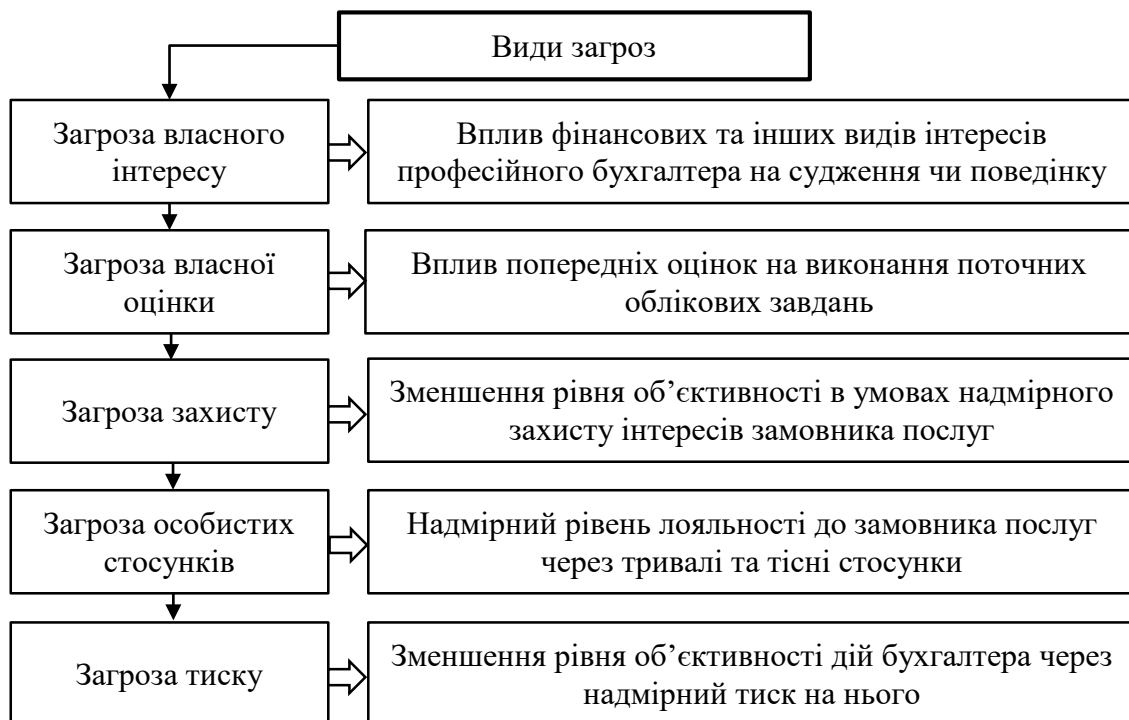 Види загроз
Загроза власного
інтересу
Вплив фінансових та інших видів інтересів
професійного бухгалтера на судження чи поведінку
Загроза власної
оцінки
Вплив попередніх оцінок на виконання поточних
облікових завдань
Загроза захисту
Зменшення рівня об’єктивності в умовах надмірного
захисту інтересів замовника послуг
Загроза особистих
стосунків
Надмірний рівень лояльності до замовника послуг
через тривалі та тісні стосунки
Загроза тиску
Зменшення рівня об’єктивності дій бухгалтера через
надмірний тиск на нього